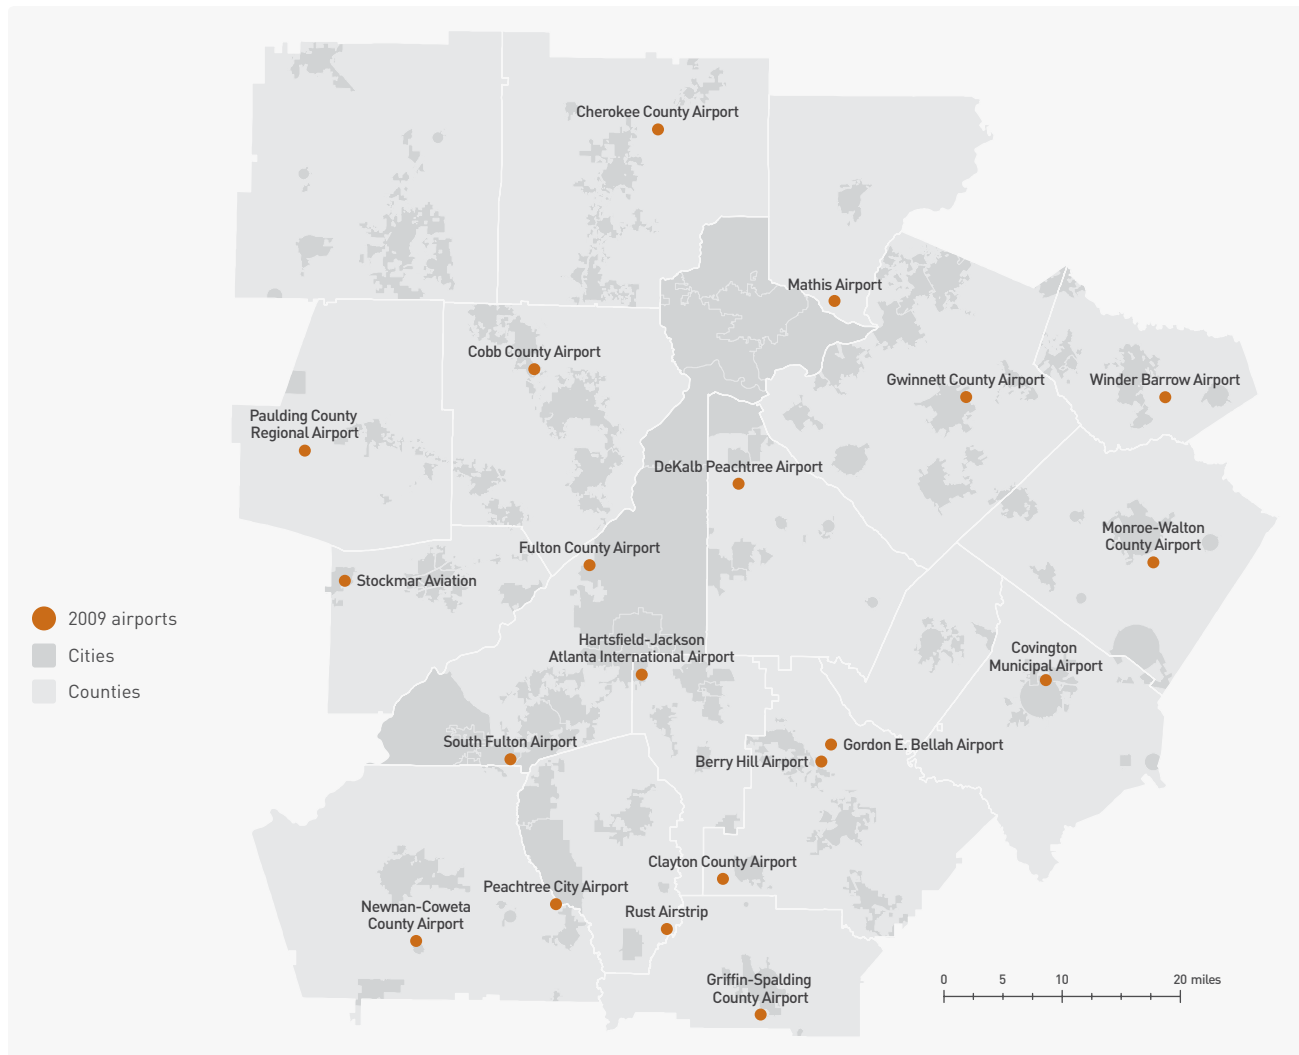 Cherokee County Airport
Mathis Airport
Cobb County Airport
Gwinnett County Airport
Winder Barrow Airport
Paulding County
Regional Airport
DeKalb Peachtree Airport
Monroe-Walton
County Airport
Fulton County Airport
Stockmar Aviation
2009 airports
Cities
Counties
Hartsfield-Jackson
Atlanta International Airport
Covington
Municipal Airport
South Fulton Airport
Gordon E. Bellah Airport
Berry Hill Airport
Clayton County Airport
Peachtree City Airport
Newnan-Coweta
County Airport
Rust Airstrip
Griffin-Spalding
County Airport
0 5 10 20 miles